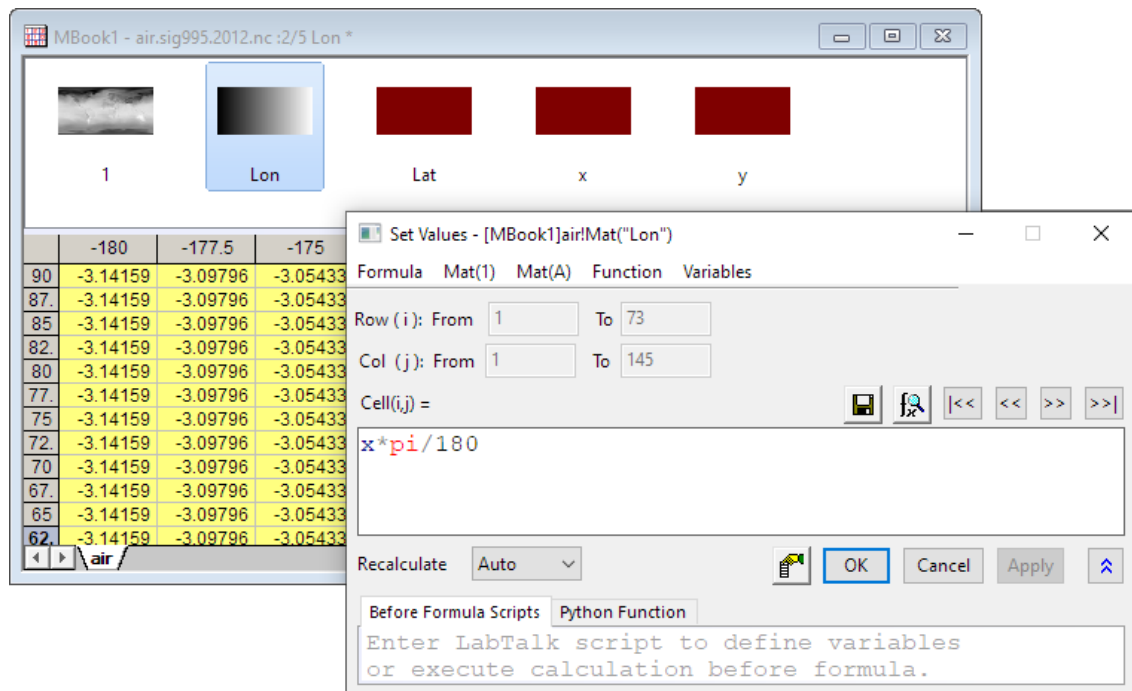 MBook1 - air.sig995.2012.nc :2/5 Lon *
1 Lon Lat x y
-180 -177.5 -175
90 -3.14159 -3.09796 -3.05433
87. -3.14159 -3.09796 -3.05433
85 -3.14159 -3.09796 -3.05433
82. -3.14159 -3.09796 -3.05433
80 -3.14159 -3.09796 -3.05433
77. -3.14159 -3.09796 -3.05433
75 -3.14159 -3.09796 -3.05433
72. -3.14159 -3.09796 -3.05433
70 -3.14159 -3.09796 -3.05433
67. -3.14159 -3.09796 -3.05433
65 -3.14159 -3.09796 -3.05433
62. -3.14159 -3.09796 -3.05433
air
Set Values - [MBook1]air!Mat("Lon")
Formula Mat(1) Mat(A) Function Variables
Row ( i ): From 1 To 73
Col ( j ): From 1 To 145
Cell(i,j) =
|<< << >> >>|
x*pi/180
Recalculate Auto OK Cancel Apply
Before Formula Scripts Python Function
Enter LabTalk script to define variables
or execute calculation before formula.